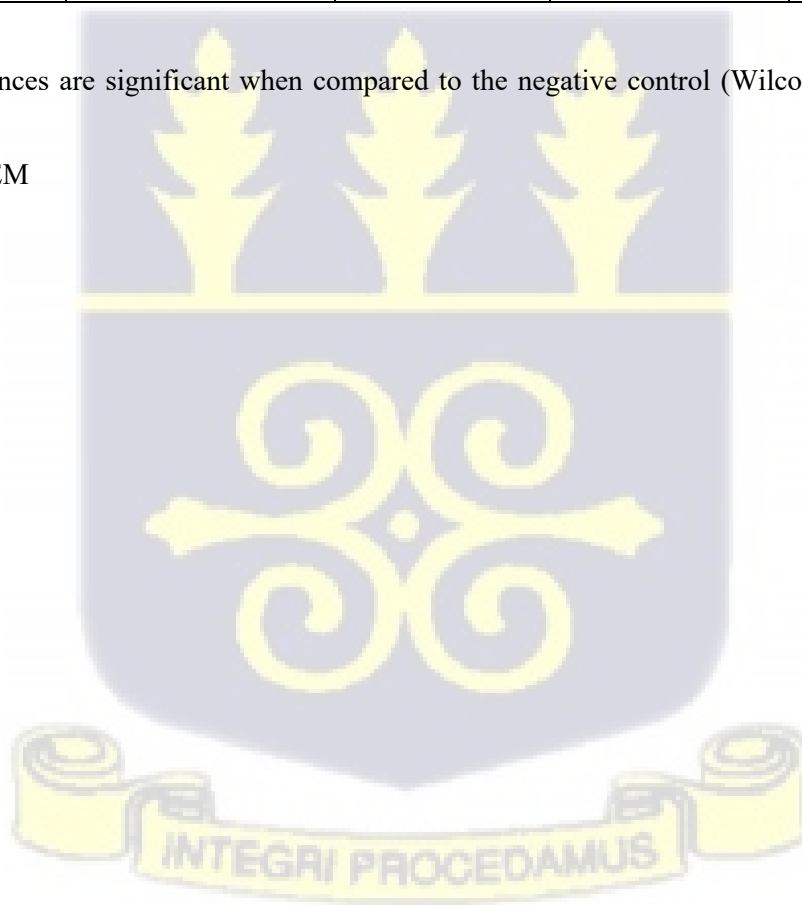 nces are significant when compared to the negative control (Wilco
EM
INTEGRI PROCEDAMUS